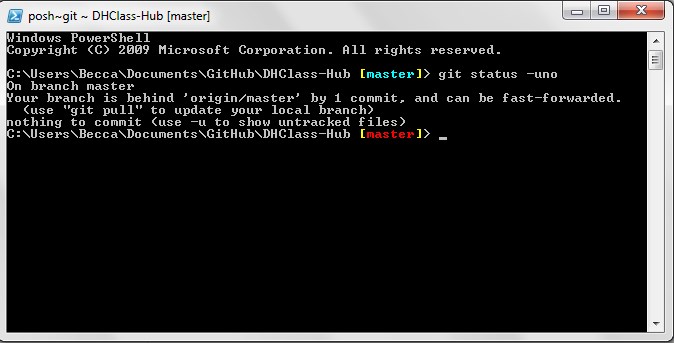 posh~git ~ DHClass-Hub [master]
Windows PowerShell
Copyright (C) 2009 Microsoft Corporation. All rights reserved.
C:\Users\Becca\Documents\GitHub\DHClass-Hub [master]> git status -uno
On branch master
Your branch is behind 'origin/master' by 1 commit, and can be fast-forwarded.
(use "git pull" to update your local branch)
nothing to commit (use -u to show untracked files)
C:\Users\Becca\Documents\GitHub\DHClass-Hub [master]> _